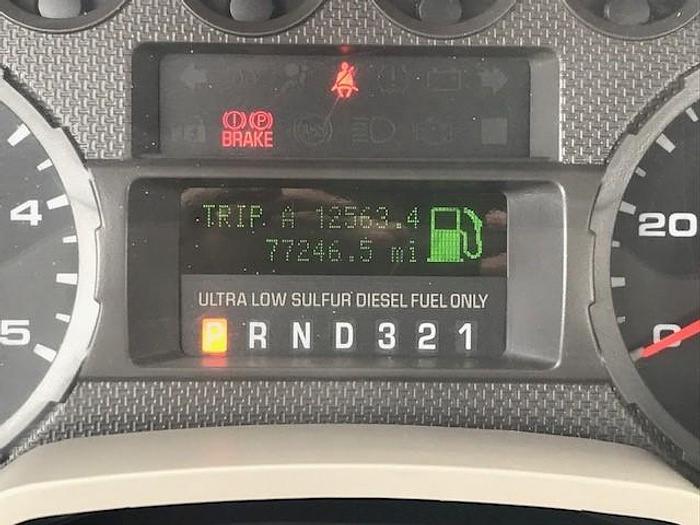 BRAKE
TRIP A 12563.4
77246.5 mi
ULTRA LOW SULFUR DIESEL FUEL ONLY
P R N D 3 2 1
4
5
20
0